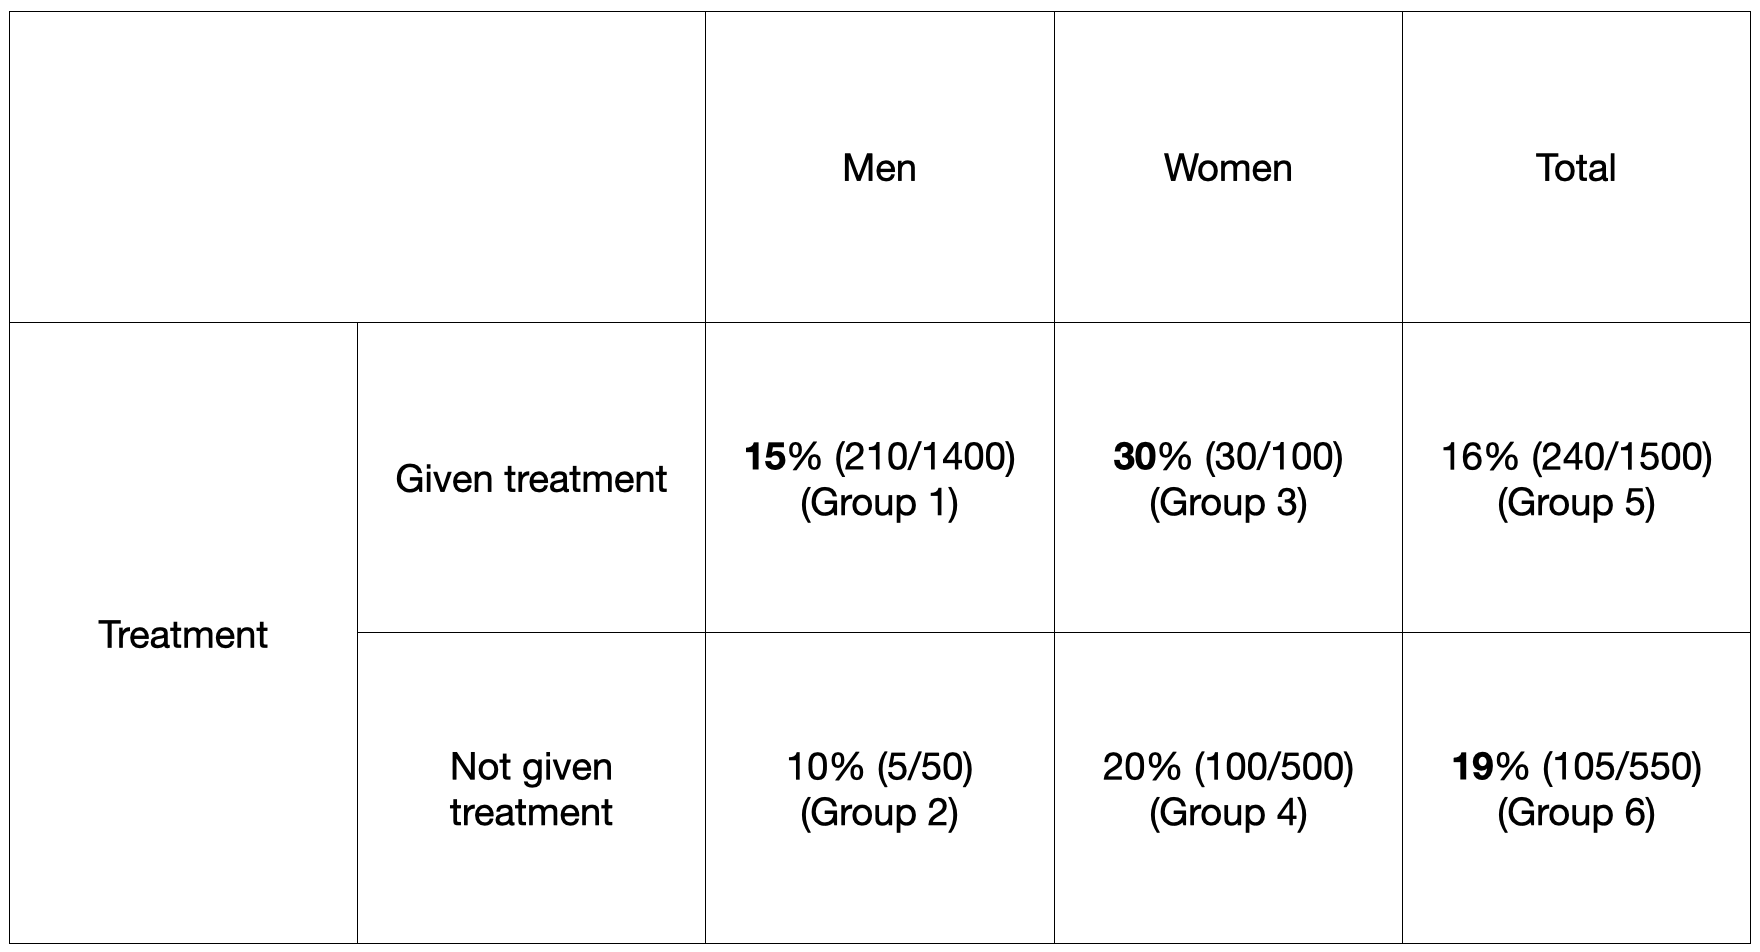 Men
Women
Total
Treatment
Given treatment
15% (210/1400)
(Group 1)
30% (30/100)
(Group 3)
16% (240/1500)
(Group 5)
Not given
treatment
10% (5/50)
(Group 2)
20% (100/500)
(Group 4)
19% (105/550)
(Group 6)